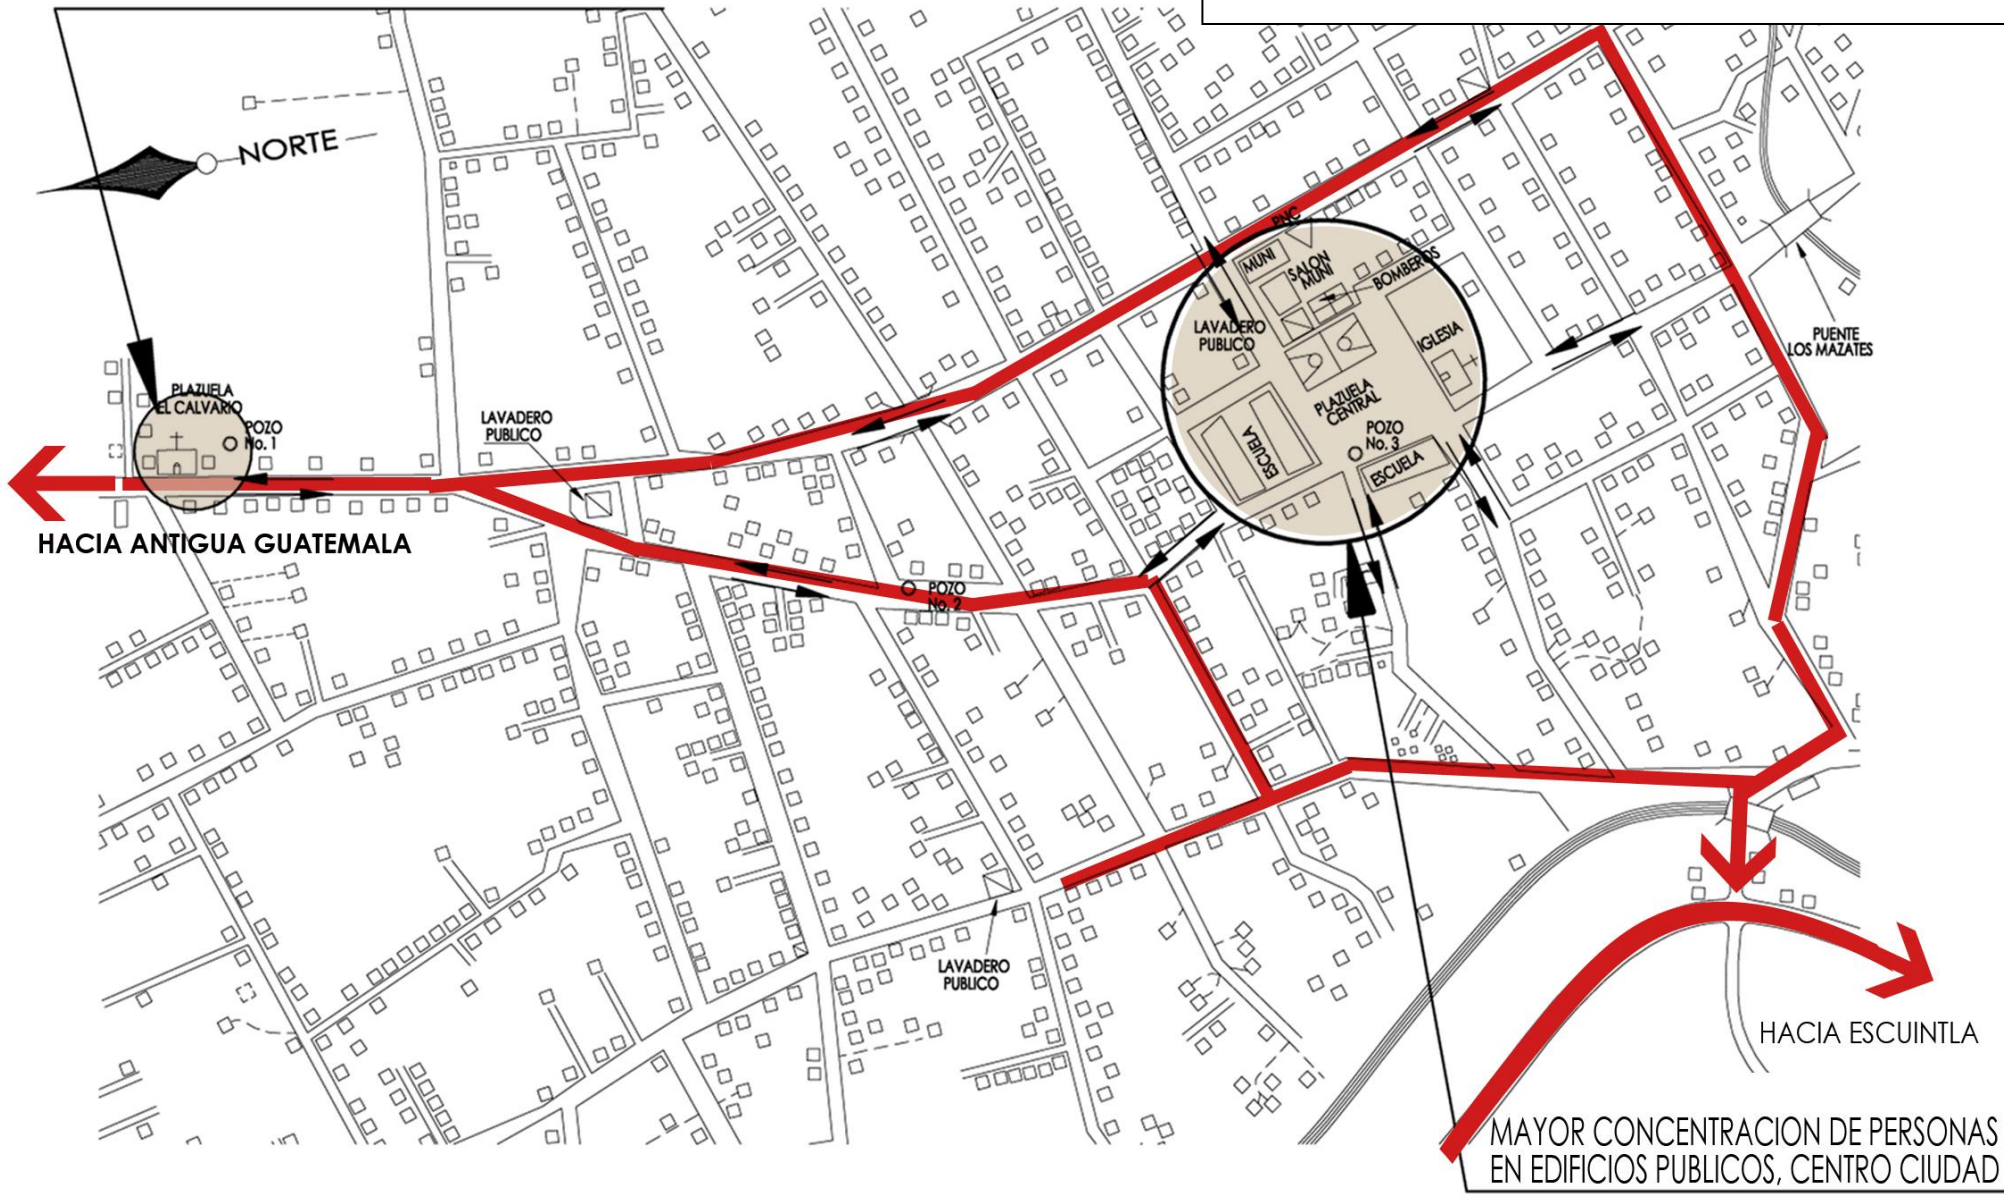 NORTE
PNC
MUNI
SALON
MUNI
BOMBEROS
LAVADERO
PUBLICO
IGLESIA
PUENTE
LOS MAZATES
PLAZUELA
EL CALVARIO
POZO
No. 1
LAVADERO
PUBLICO
PLAZUELA
CENTRAL
POZO
No. 3
ESCUELA
ESCUELA
HACIA ANTIGUA GUATEMALA
POZO
No. 2
LAVADERO
PUBLICO
HACIA ESCUINTLA
MAYOR CONCENTRACION DE PERSONAS
EN EDIFICIOS PUBLICOS, CENTRO CIUDAD